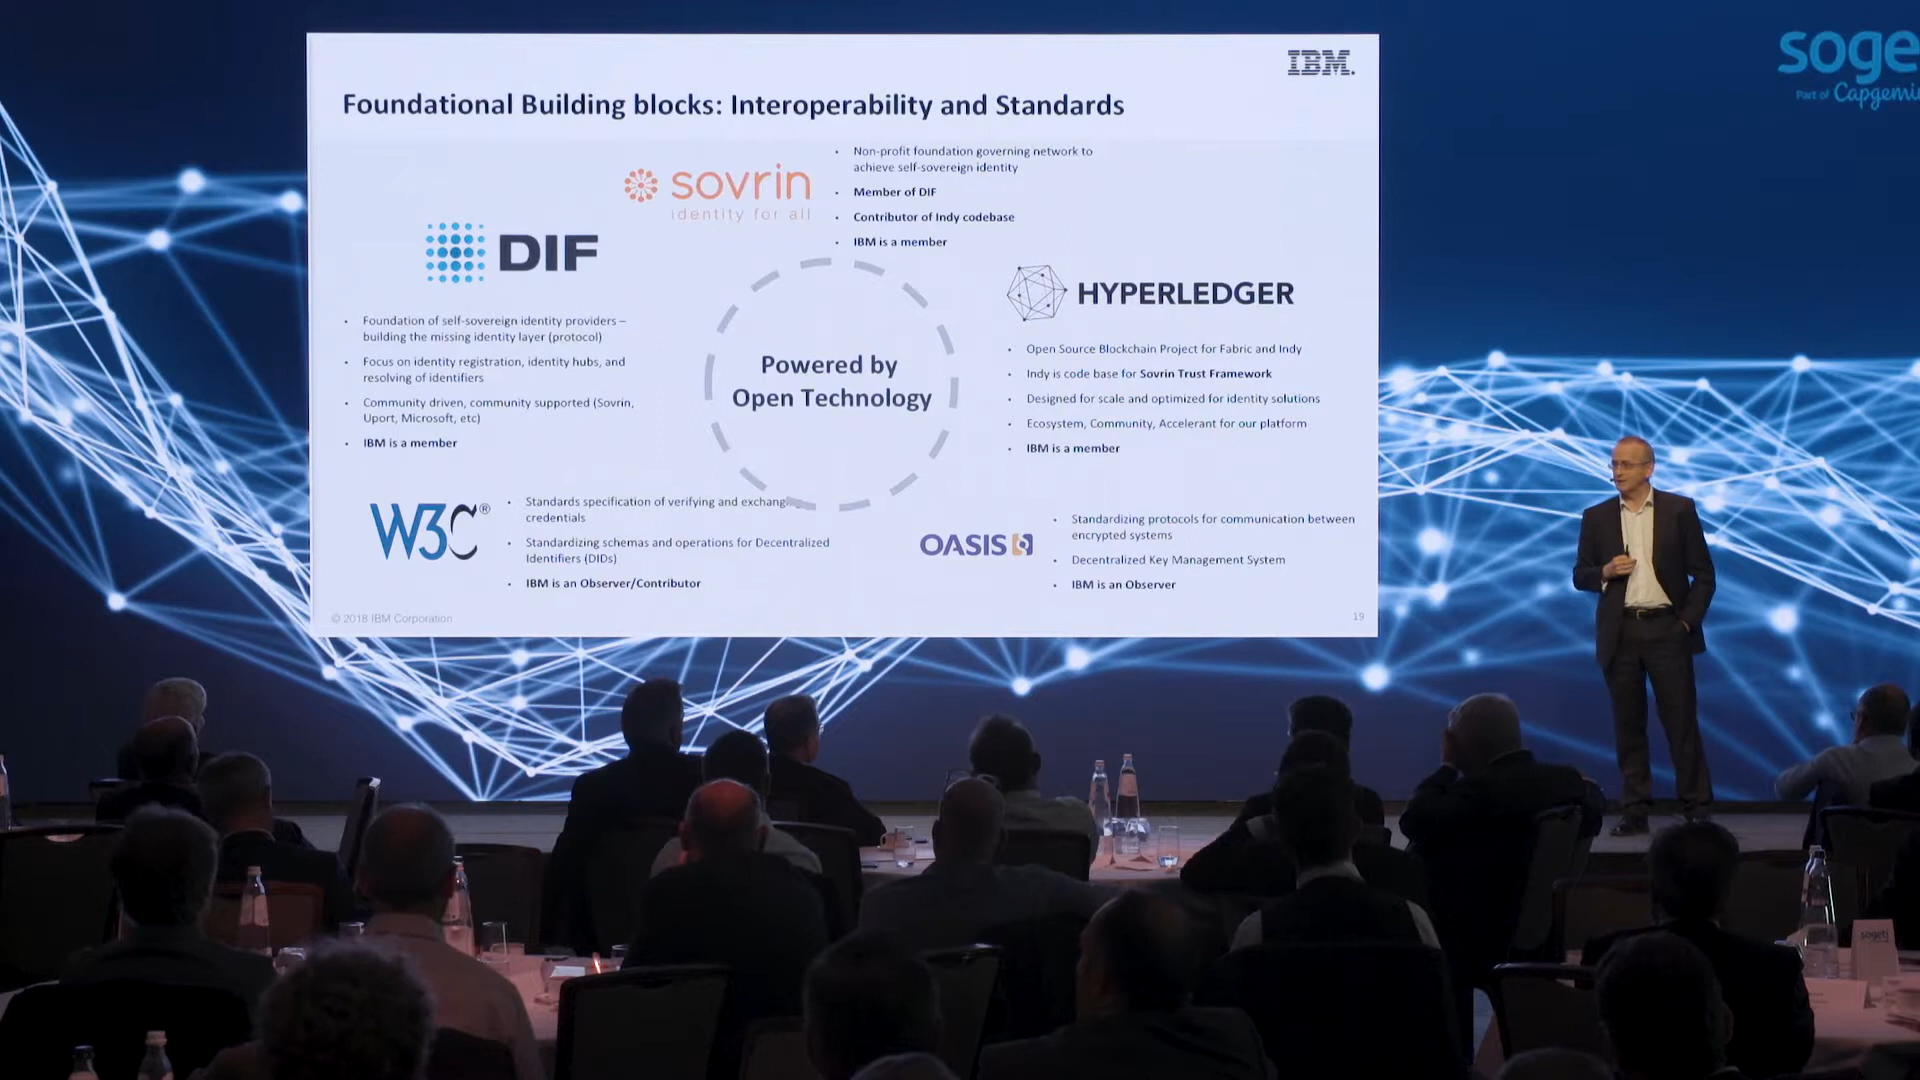 IBM.
soge
Part of Capgemi
Foundational Building blocks: Interoperability and Standards
sovrin
identity for all
• Non-profit foundation governing network to
achieve self-sovereign identity
• Member of DIF
• Contributor of Indy codebase
• IBM is a member
DIF
• Foundation of self-sovereign identity providers –
building the missing identity layer (protocol)
• Focus on identity registration, identity hubs, and
resolving of identifiers
• Community driven, community supported (Sovrin,
Uport, Microsoft, etc)
• IBM is a member
Powered by
Open Technology
HYPERLEDGER
• Open Source Blockchain Project for Fabric and Indy
• Indy is code base for Sovrin Trust Framework
• Designed for scale and optimized for identity solutions
• Ecosystem, Community, Accelerant for our platform
• IBM is a member
W3C®
• Standards specification of verifying and exchang
credentials
• Standardizing schemas and operations for Decentralized
Identifiers (DIDs)
• IBM is an Observer/Contributor
OASIS
• Standardizing protocols for communication between
encrypted systems
• Decentralized Key Management System
• IBM is an Observer
© 2018 IBM Corporation
19
sogeti